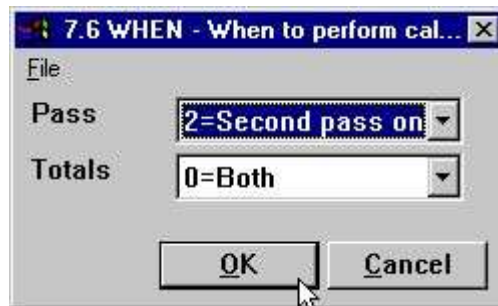 7.6 WHEN - When to perform cal...
File
Pass 2=Second pass on
Totals 0=Both
OK Cancel